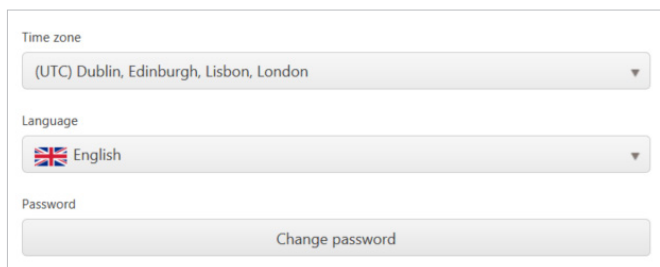 Time zone
(UTC) Dublin, Edinburgh, Lisbon, London
Language
English
Password
Change password